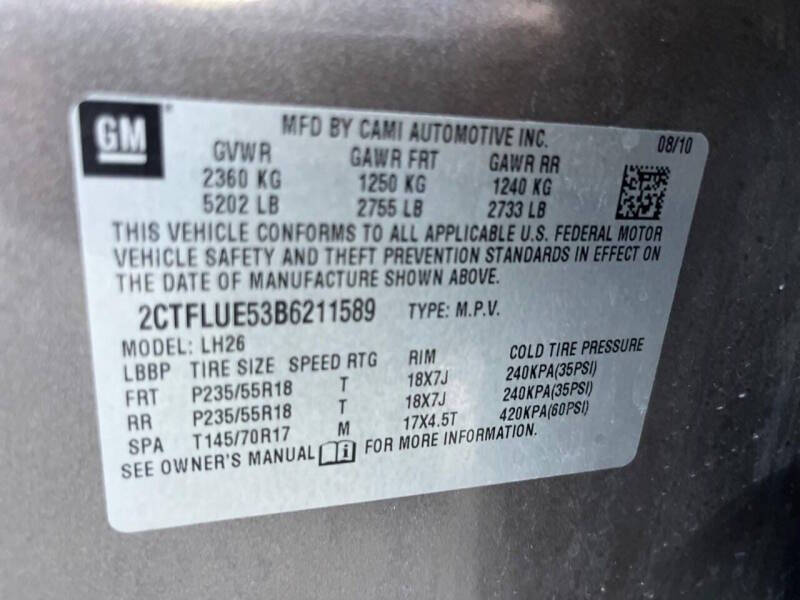 GM
MFD BY CAMI AUTOMOTIVE INC. 08/10
GVWR GAWR FRT GAWR RR
2360 KG 1250 KG 1240 KG
5202 LB 2755 LB 2733 LB
THIS VEHICLE CONFORMS TO ALL APPLICABLE U.S. FEDERAL MOTOR
VEHICLE SAFETY AND THEFT PREVENTION STANDARDS IN EFFECT ON
THE DATE OF MANUFACTURE SHOWN ABOVE.
2CTFLUE53B6211589 TYPE: M.P.V.
MODEL: LH26
LBBP TIRE SIZE SPEED RTG RIM COLD TIRE PRESSURE
FRT P235/55R18 T 18X7J 240KPA(35PSI)
RR P235/55R18 T 18X7J 240KPA(35PSI)
SPA T145/70R17 M 17X4.5T 420KPA(60PSI)
SEE OWNER'S MANUAL i FOR MORE INFORMATION.